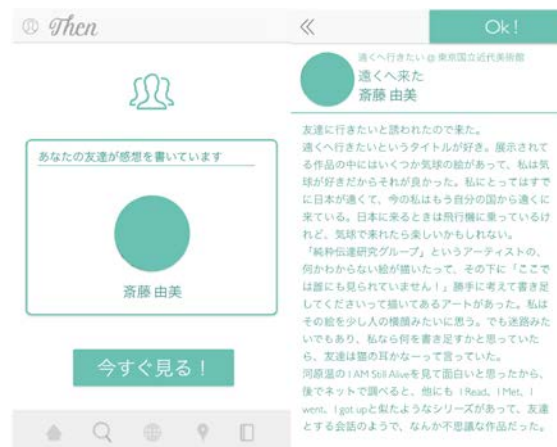 Then
あなたの友達が感想を書いています
斎藤 由美
今すぐ見る！
Ok !
遠くへ行きたい @ 東京国立近代美術館
遠くへ来た
斎藤 由美
友達に行きたいと誘われたので来た。
遠くへ行きたいというタイトルが好き。展示されて
る作品の中にはいくつか気球の絵があって、私は気
球が好きだからそれが良かった。私にとってはすで
に日本が遠くて、今の私はもう自分の国から遠くに
来ている。日本に来るときは飛行機に乗っているけ
れど、気球で来れたら楽しいかもしれない。
「純粋伝達研究グループ」というアーティストの、
何かわからない絵が描いたって、その下に「ここで
は誰にも見られていません！」勝手に考えて書き足
してくださいって描いてあるアートがあった。私は
その絵を少し人の横顔みたいに思う。でも迷路みた
いでもあり、私なら何を書き足すかと思っていた
ら、友達は猫の耳かなーって言っていた。
河原温の I AM Still Aliveを見て面白いと思ったから、
後でネットで調べると、他にも I Read、I Met、I
went、I got upと似たようなシリーズがあって、友達
とする会話のようで、なんか不思議な作品だった。